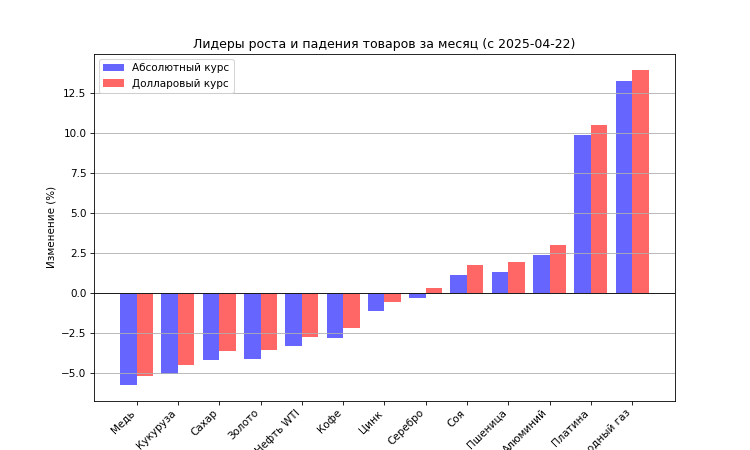 Лидеры роста и падения товаров за месяц (с 2025-04-22)
Абсолютный курс
Долларовый курс
Изменение (%)
12.5
10.0
7.5
5.0
2.5
0.0
−2.5
−5.0
Медь
Кукуруза
Сахар
Золото
Нефть WTI
Кофе
Цинк
Серебро
Соя
Пшеница
Алюминий
Платина
газ